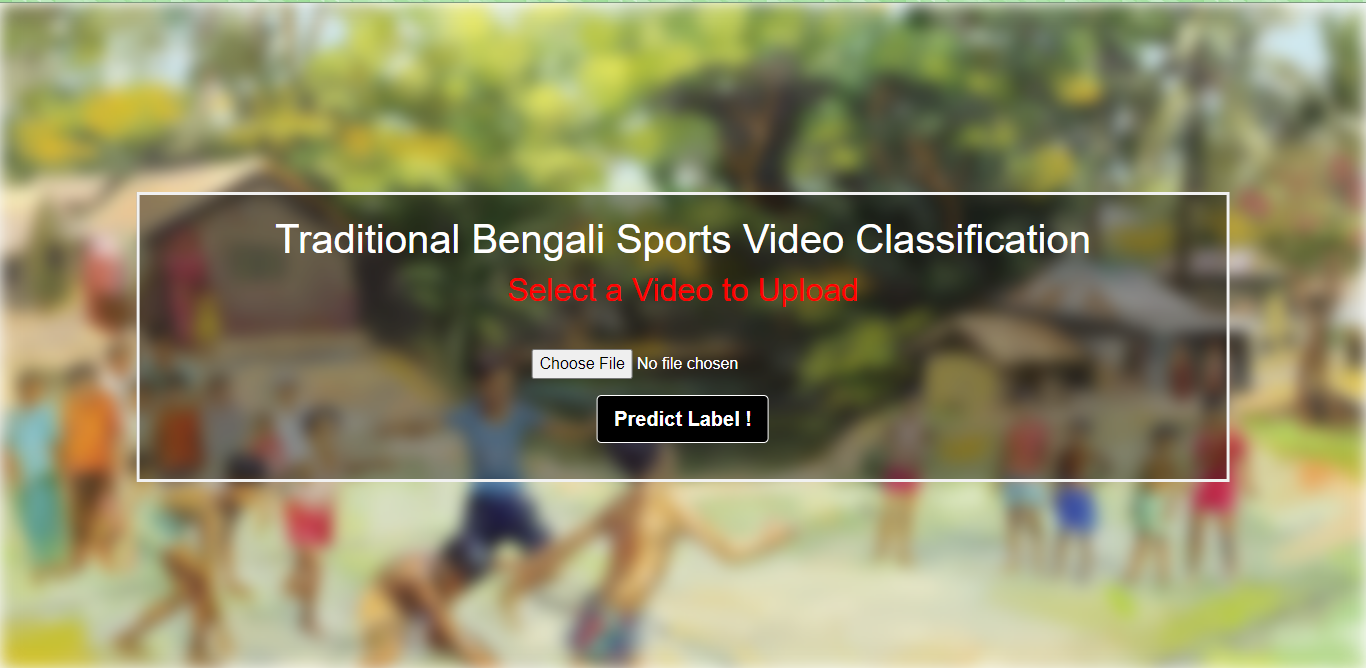 Traditional Bengali Sports Video Classification
Select a Video to Upload
Choose File No file chosen
Predict Label !